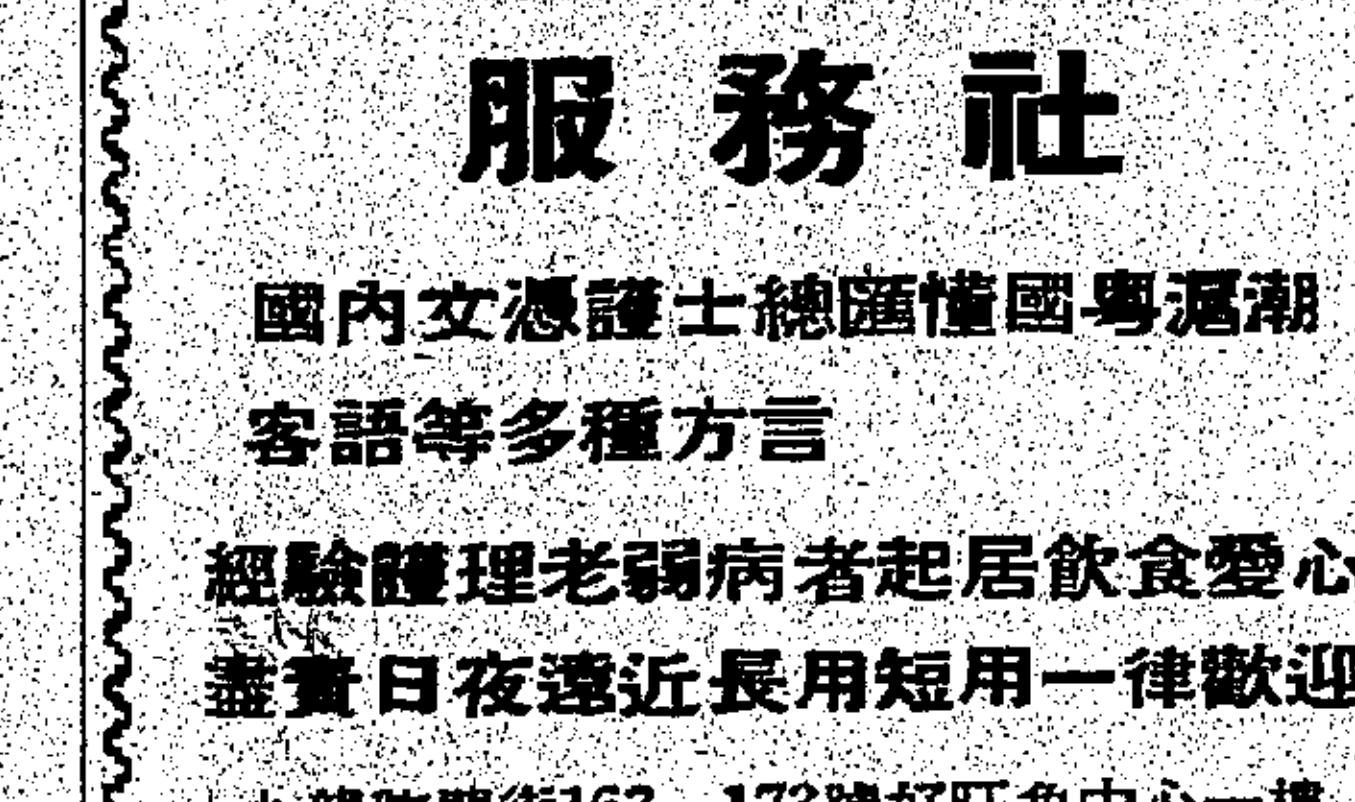 服務社
國內文憑護士總匯懂國粵滬潮
客語等多種方言
經驗護理老弱病者起居飲食愛心
盡責日夜遠近長用短用一律歡迎